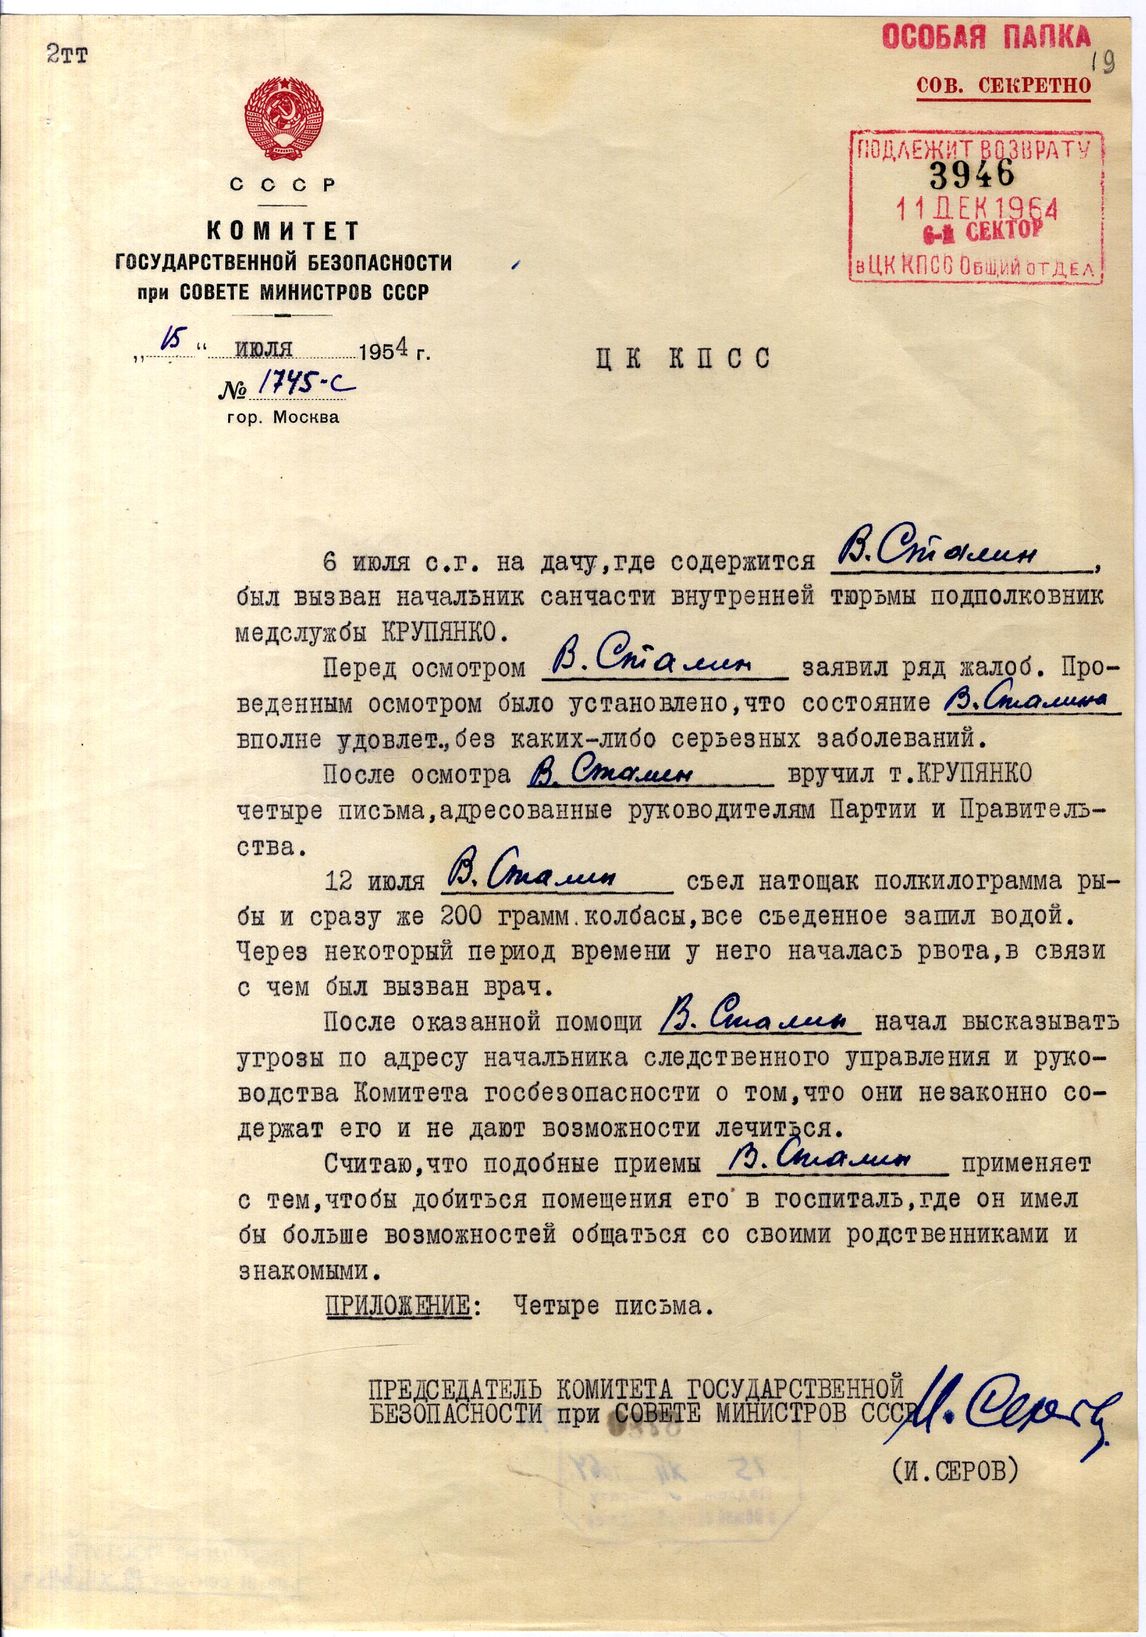 2тт
ОСОБАЯ ПАПКА
19
СОВ. СЕКРЕТНО
ПОДЛЕЖИТ ВОЗВРАТУ
3946
11 ДЕК 1964
6-й СЕКТОР
в ЦК КПСС Общий отдел
СССР
КОМИТЕТ
ГОСУДАРСТВЕННОЙ БЕЗОПАСНОСТИ
при СОВЕТЕ МИНИСТРОВ СССР
„15“ июля 1954 г.
№ 1745-с
гор. Москва
ЦК КПСС
6 июля с.г. на дачу,где содержится В. Сталин,
был вызван начальник санчасти внутренней тюрьмы подполковник
медслужбы КРУПЯНКО.
Перед осмотром В. Сталин заявил ряд жалоб. Про-
веденным осмотром было установлено,что состояние В. Сталина
вполне удовлет.,без каких-либо серьезных заболеваний.
После осмотра В. Сталин вручил т.КРУПЯНКО
четыре письма,адресованные руководителям Партии и Правитель-
ства.
12 июля В. Сталин съел натощак полкилограмма ры-
бы и сразу же 200 грамм.колбасы,все съеденное запил водой.
Через некоторый период времени у него началась рвота,в связи
с чем был вызван врач.
После оказанной помощи В. Сталин начал высказывать
угрозы по адресу начальника следственного управления и руко-
водства Комитета госбезопасности о том,что они незаконно со-
держат его и не дают возможности лечиться.
Считаю,что подобные приемы В. Сталин применяет
с тем,чтобы добиться помещения его в госпиталь,где он имел
бы больше возможностей общаться со своими родственниками и
знакомыми.
ПРИЛОЖЕНИЕ: Четыре письма.
ПРЕДСЕДАТЕЛЬ КОМИТЕТА ГОСУДАРСТВЕННОЙ
БЕЗОПАСНОСТИ при СОВЕТЕ МИНИСТРОВ СССР И. Серов
(И.СЕРОВ)